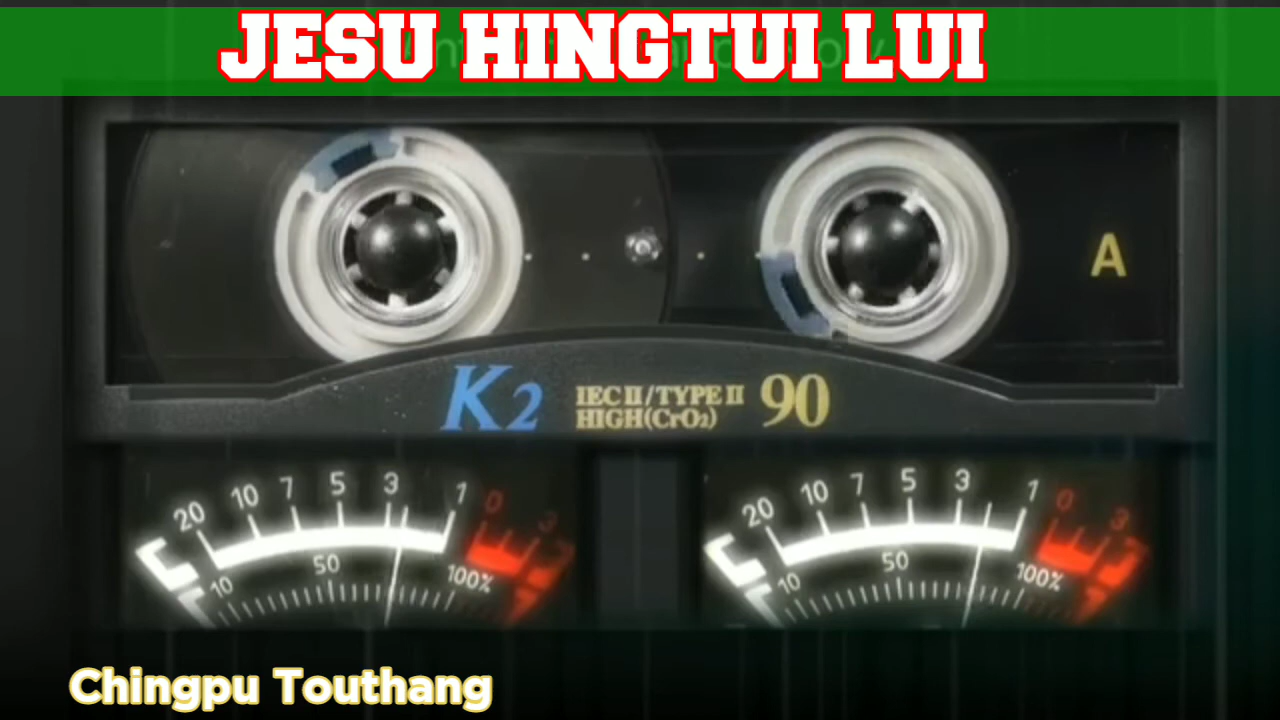 JESU HINGTUI LUI
A
K2 IEC II/TYPE II 90
HIGH(CrO2)
20 10 7 5 3 1 0 3
10 50 100%
20 10 7 5 3 1 0 3
10 50 100%
Chingpu Touthang